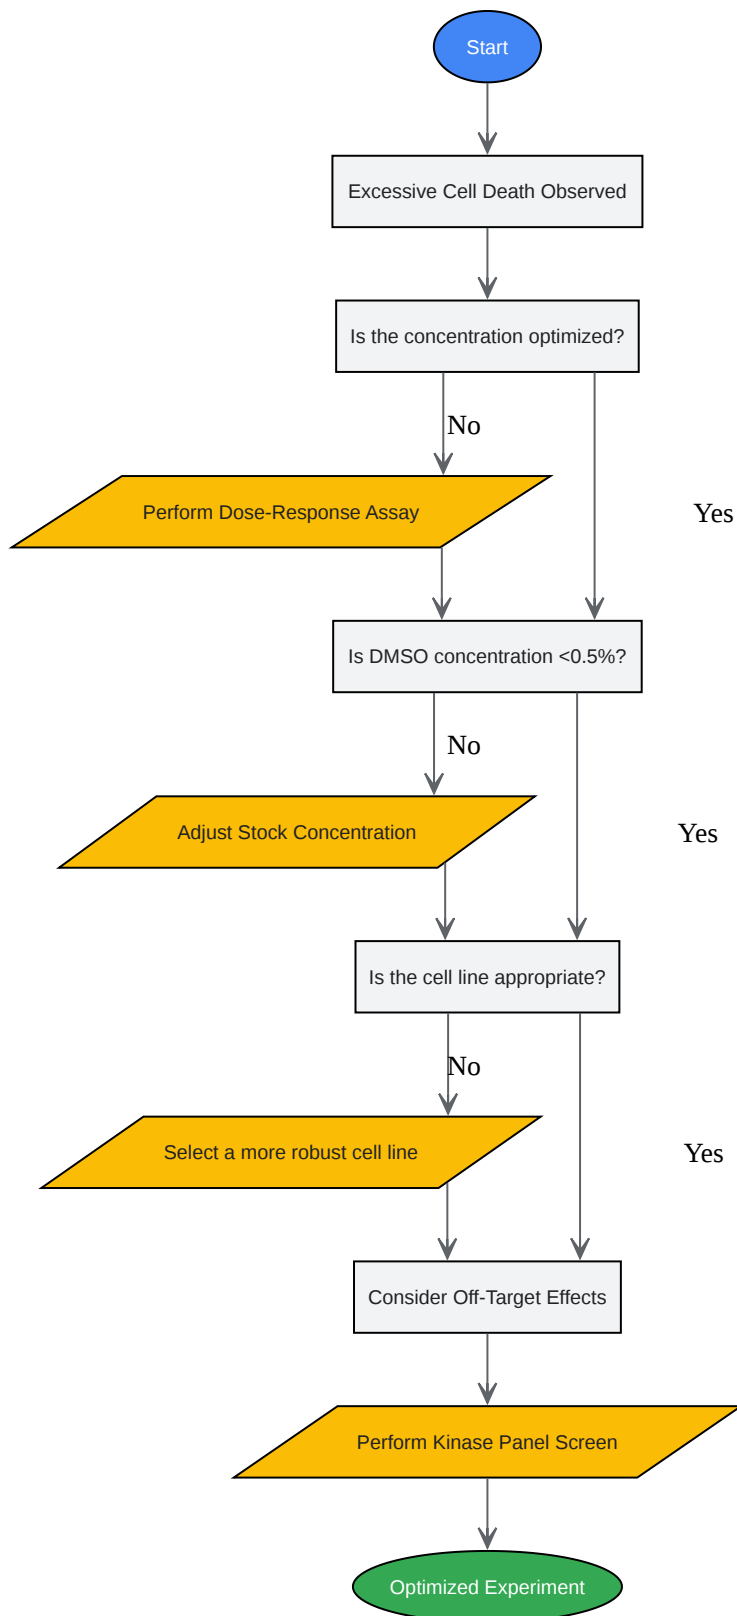 Start
Excessive Cell Death Observed
Is the concentration optimized?
No
Perform Dose-Response Assay
Yes
Is DMSO concentration <0.5%?
No
Adjust Stock Concentration
Yes
Is the cell line appropriate?
No
Select a more robust cell line
Yes
Consider Off-Target Effects
Perform Kinase Panel Screen
Optimized Experiment